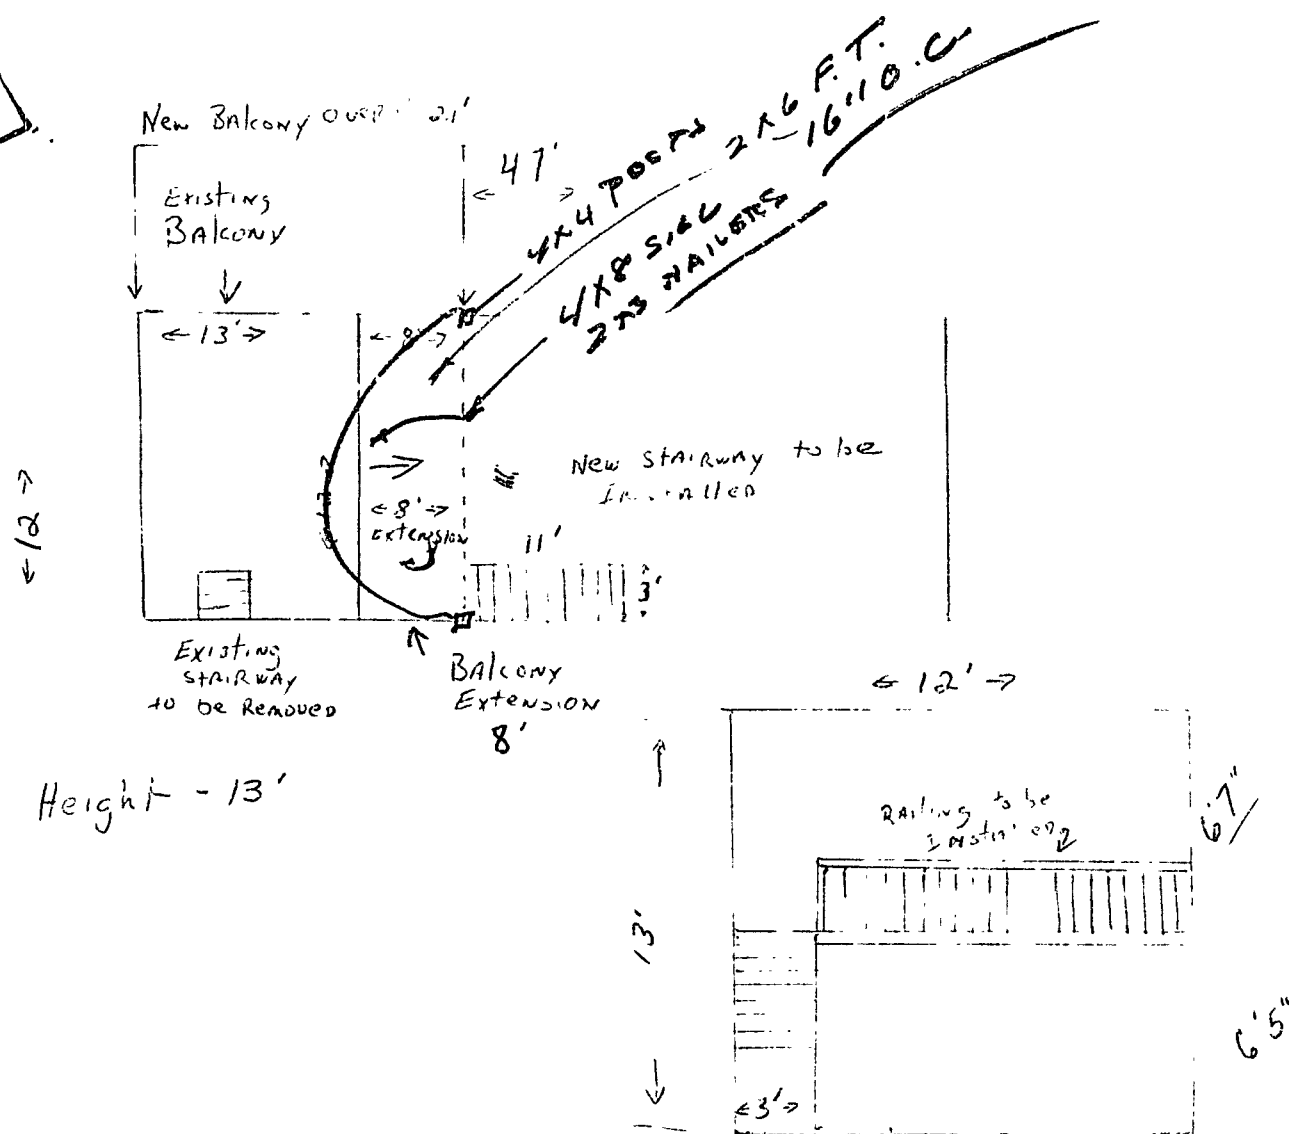 New Balcony over 21'
47'
Existing
Balcony
4x4 Posts
2x6 F.T.
16" O.C.
4x8
2x3 Nailers
←13'→
←8'→
←12→
New Stairway to be
Installed
←8'→
Extension
11'
3'
Existing
Stairway
to be Removed
Balcony
Extension
8'
Height - 13'
←12'→
Railing to be
6'7"
13'
6'5"
←3'→